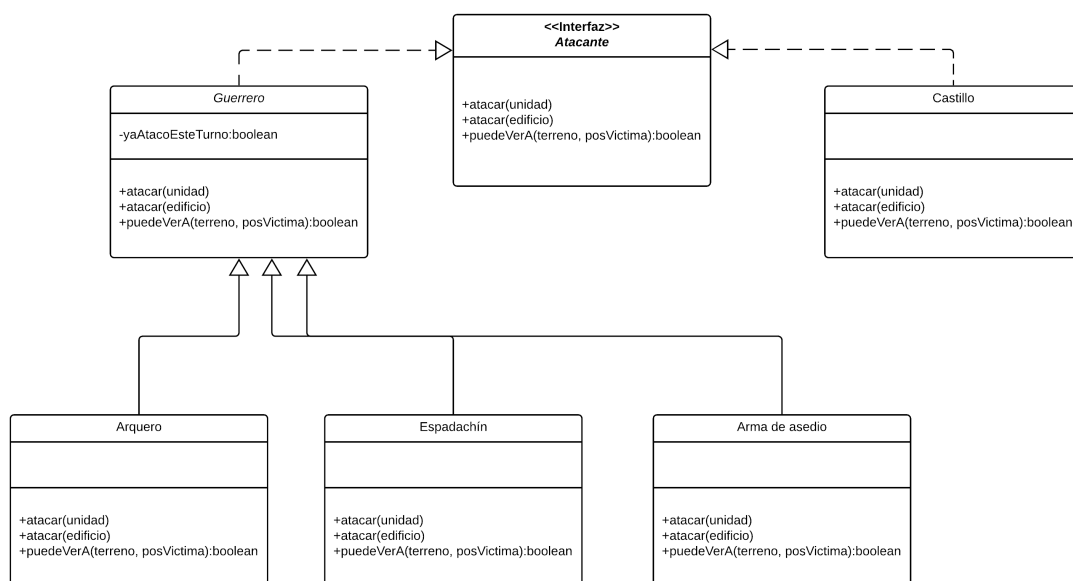 <<Interfaz>>
Atacante
+atacar(unidad)
+atacar(edificio)
+puedeVerA(terreno, posVictima):boolean
Guerrero
-yaAtacoEsteTurno:boolean
+atacar(unidad)
+atacar(edificio)
+puedeVerA(terreno, posVictima):boolean
Castillo
+atacar(unidad)
+atacar(edificio)
+puedeVerA(terreno, posVictima):boolean
Arquero
+atacar(unidad)
+atacar(edificio)
+puedeVerA(terreno, posVictima):boolean
Espadachín
+atacar(unidad)
+atacar(edificio)
+puedeVerA(terreno, posVictima):boolean
Arma de asedio
+atacar(unidad)
+atacar(edificio)
+puedeVerA(terreno, posVictima):boolean